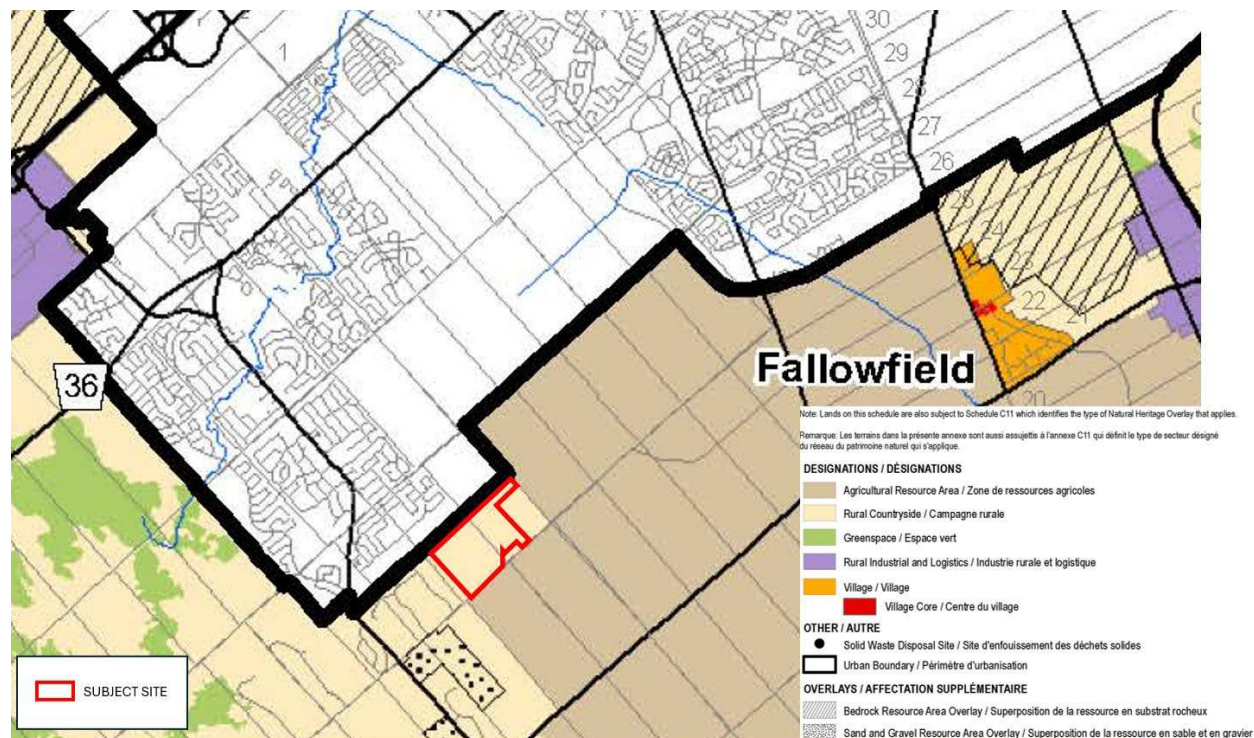 30
29
28
27
26
1
25
24
23
22
21
20
36
Fallowfield
Note: Lands on this schedule are also subject to Schedule C11 which identifies the type of Natural Heritage Overlay that applies.
Remarque: Les terrains dans la présente annexe sont aussi assujettis à l'annexe C11 qui définit le type de secteur désigné
du réseau du patrimoine naturel qui s'applique.
DESIGNATIONS / DÉSIGNATIONS
Agricultural Resource Area / Zone de ressources agricoles
Rural Countryside / Campagne rurale
Greenspace / Espace vert
Rural Industrial and Logistics / Industrie rurale et logistique
Village / Village
Village Core / Centre du village
OTHER / AUTRE
Solid Waste Disposal Site / Site d'enfouissement des déchets solides
Urban Boundary / Périmètre d'urbanisation
OVERLAYS / AFFECTATION SUPPLÉMENTAIRE
Bedrock Resource Area Overlay / Superposition de la ressource en substrat rocheux
Sand and Gravel Resource Area Overlay / Superposition de la ressource en sable et en gravier
SUBJECT SITE